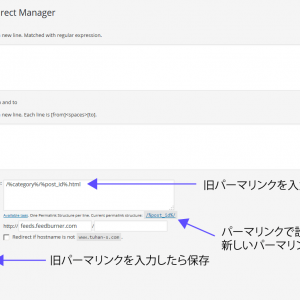 rect Manager
new line. Matched with regular expression.
s and to
new line. Each line is [from]<spaces>[to].
/%category%/%post_id%.html
旧パーマリンクを入
Available tags. One Permalink Structure per line. Current permalink structure: /%post_id%/
パーマリンクで設
新しいパーマリン
http:// feeds.feedburner.com /
Redirect if hostname is not www.tuhan-o.com
旧パーマリンクを入力したら保存